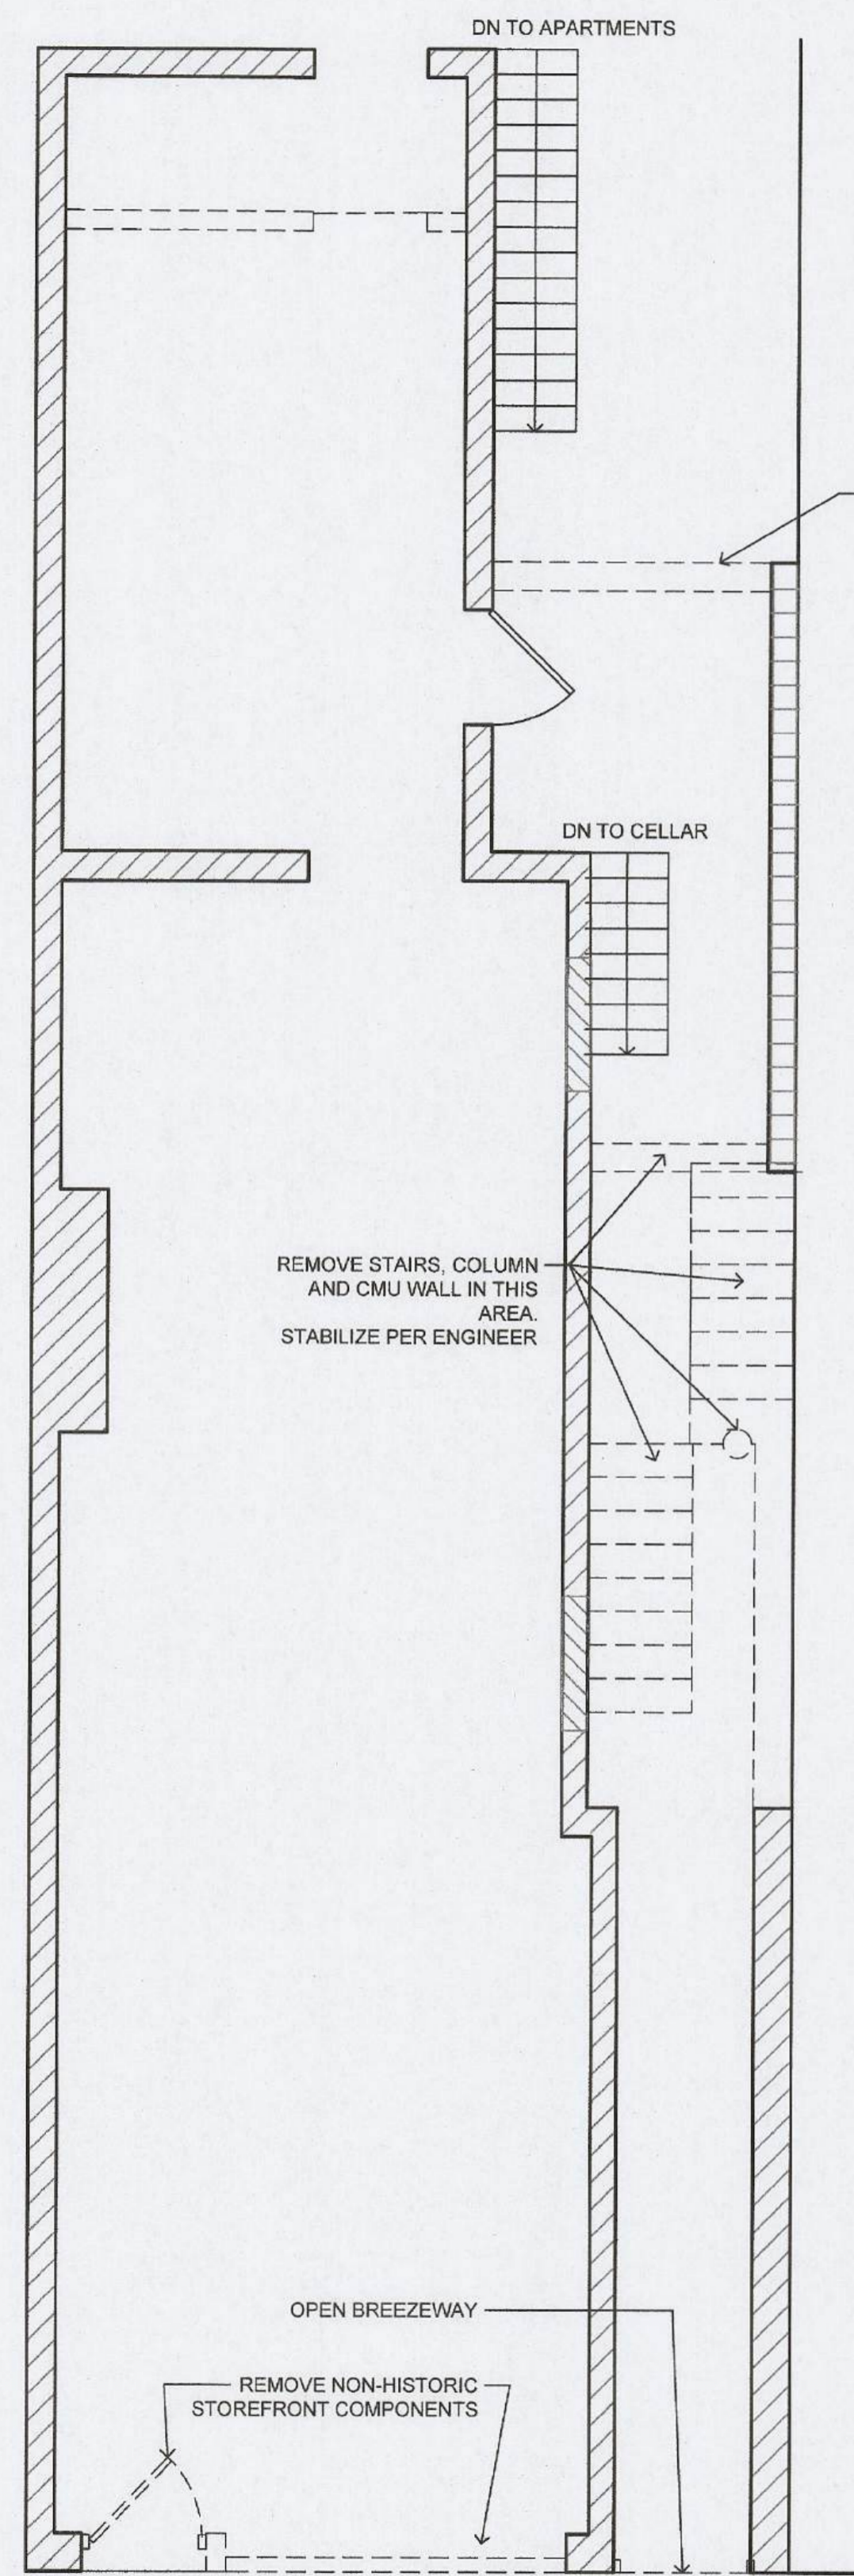 DN TO APARTMENTS
DN TO CELLAR
REMOVE STAIRS, COLUMN
AND CMU WALL IN THIS
AREA.
STABILIZE PER ENGINEER
OPEN BREEZEWAY
REMOVE NON-HISTORIC
STOREFRONT COMPONENTS